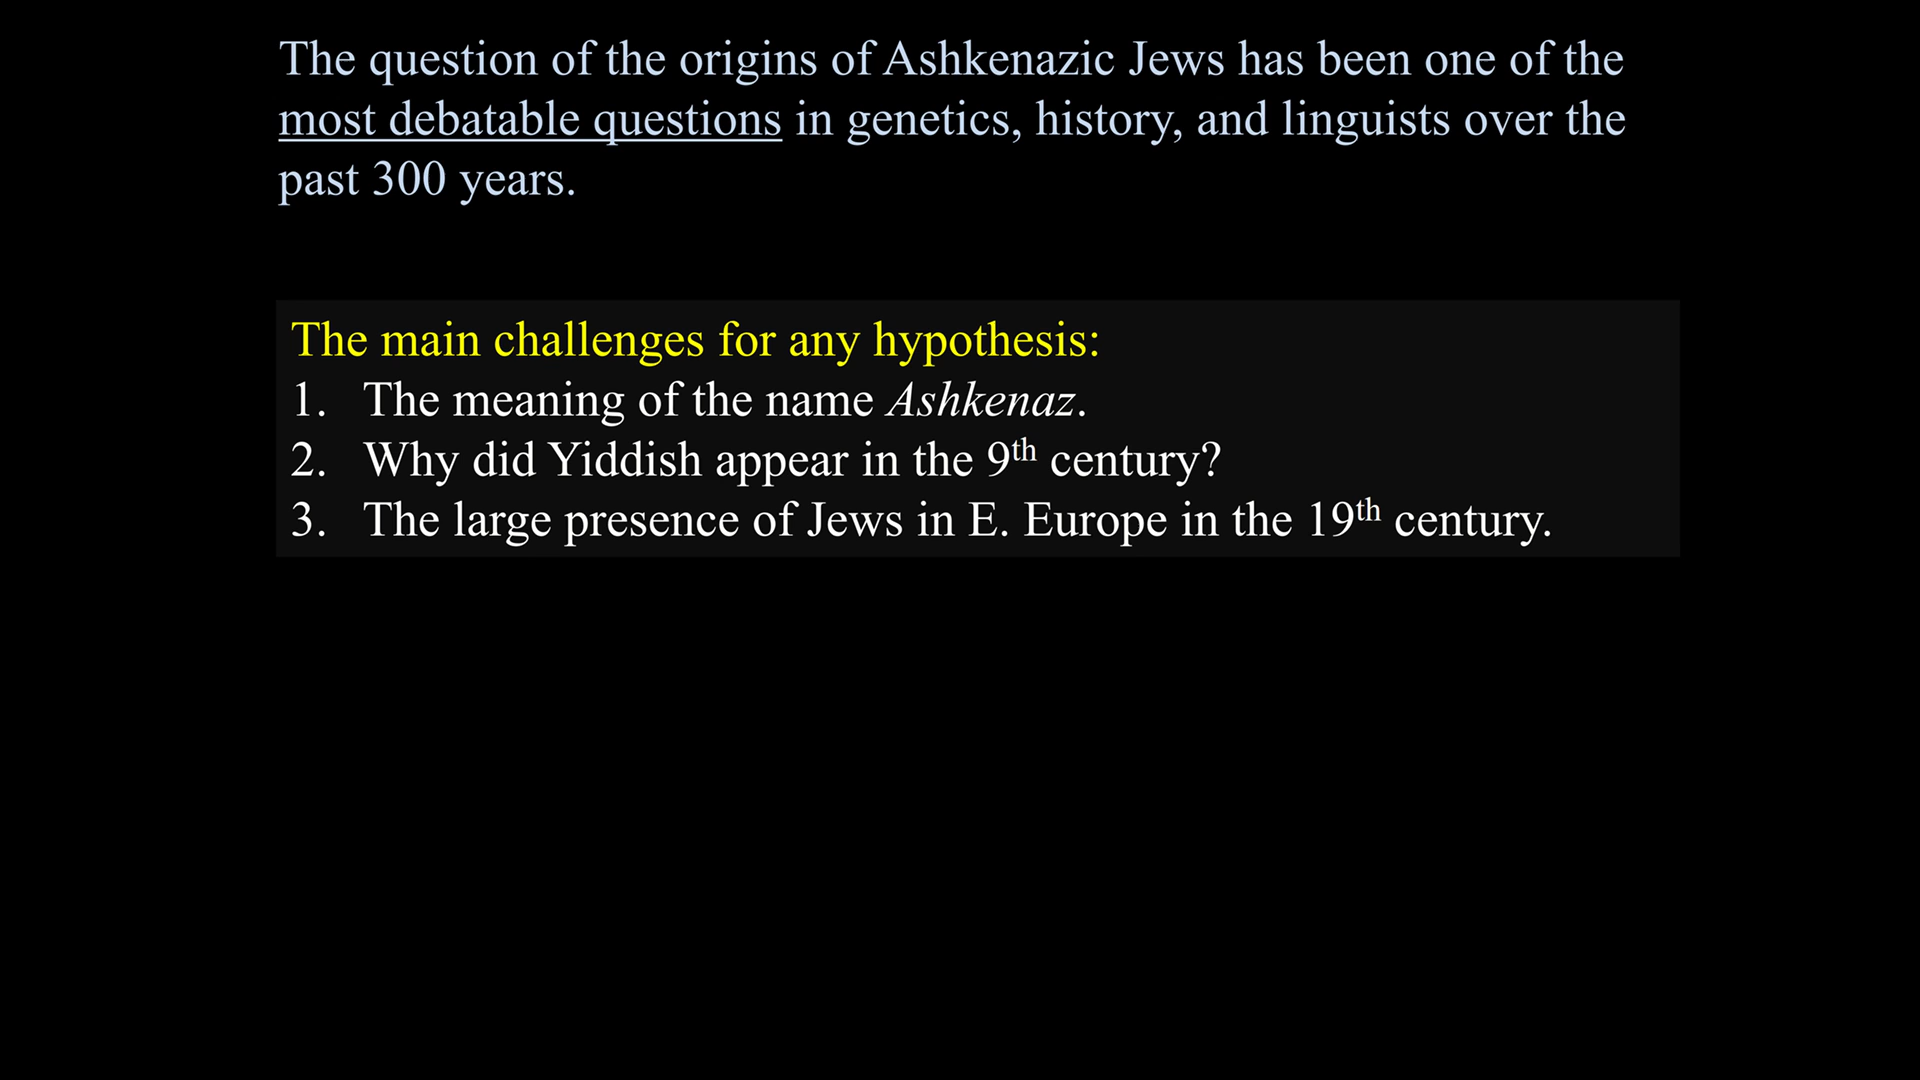 The question of the origins of Ashkenazic Jews has been one of the
most debatable questions in genetics, history, and linguists over the
past 300 years.
The main challenges for any hypothesis:
1. The meaning of the name Ashkenaz.
2. Why did Yiddish appear in the 9th century?
3. The large presence of Jews in E. Europe in the 19th century.